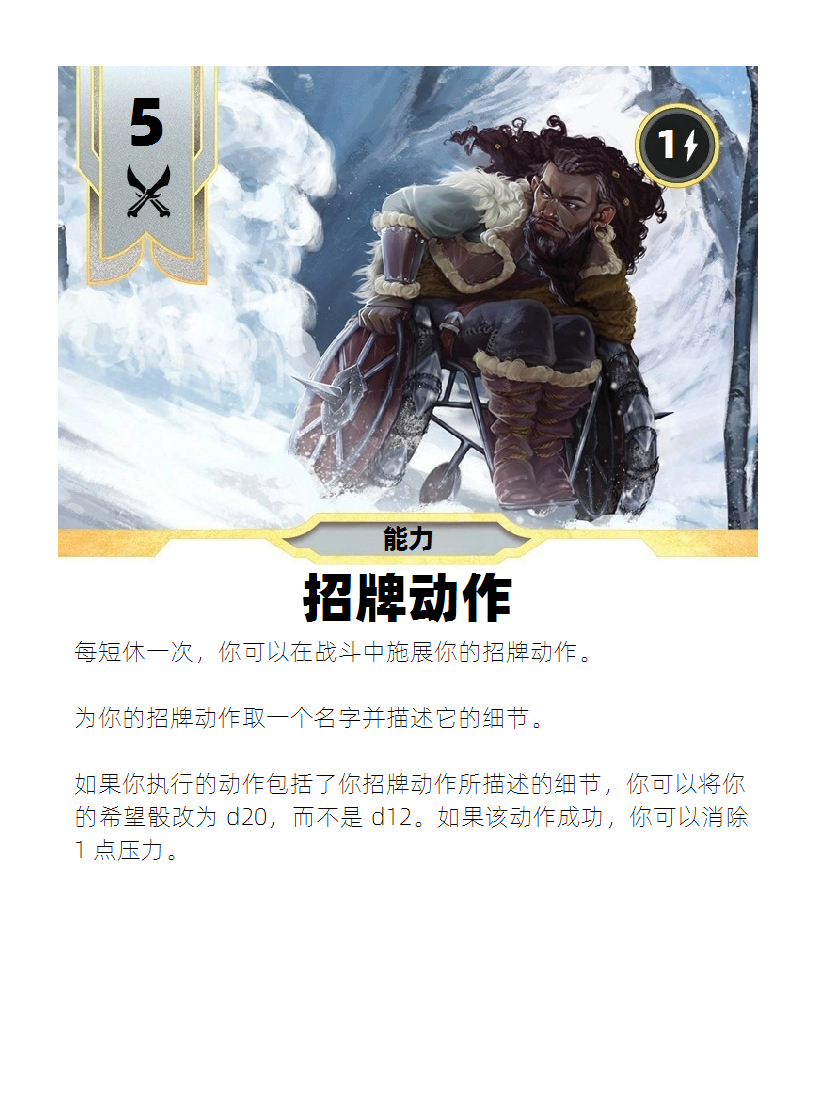 5
1
能力
招牌动作
每短休一次，你可以在战斗中施展你的招牌动作。
为你的招牌动作取一个名字并描述它的细节。
如果你执行的动作包括了你招牌动作所描述的细节，你可以将你
的希望骰改为 d20，而不是 d12。如果该动作成功，你可以消除
1 点压力。